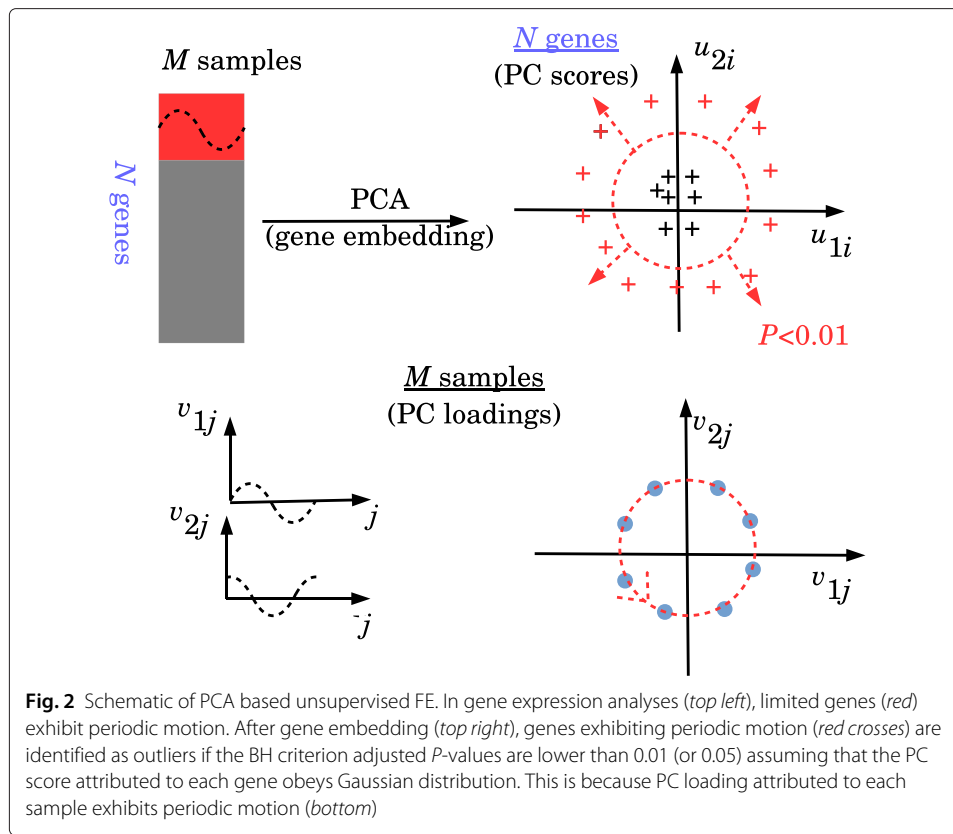 M samples
N genes
PCA
(gene embedding)
N genes
(PC scores)
u2i
u1i
P<0.01
M samples
(PC loadings)
v1j
j
v2j
j
v2j
v1j
Fig. 2 Schematic of PCA based unsupervised FE. In gene expression analyses (top left), limited genes (red)
exhibit periodic motion. After gene embedding (top right), genes exhibiting periodic motion (red crosses) are
identified as outliers if the BH criterion adjusted P-values are lower than 0.01 (or 0.05) assuming that the PC
score attributed to each gene obeys Gaussian distribution. This is because PC loading attributed to each
sample exhibits periodic motion (bottom)